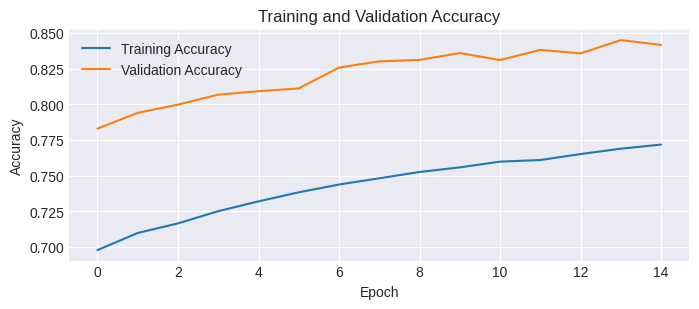 Training and Validation Accuracy
0.850
Training Accuracy
Validation Accuracy
0.825
0.800
0.775
0.750
0.725
0.700
Accuracy
0 2 4 6 8 10 12 14
Epoch